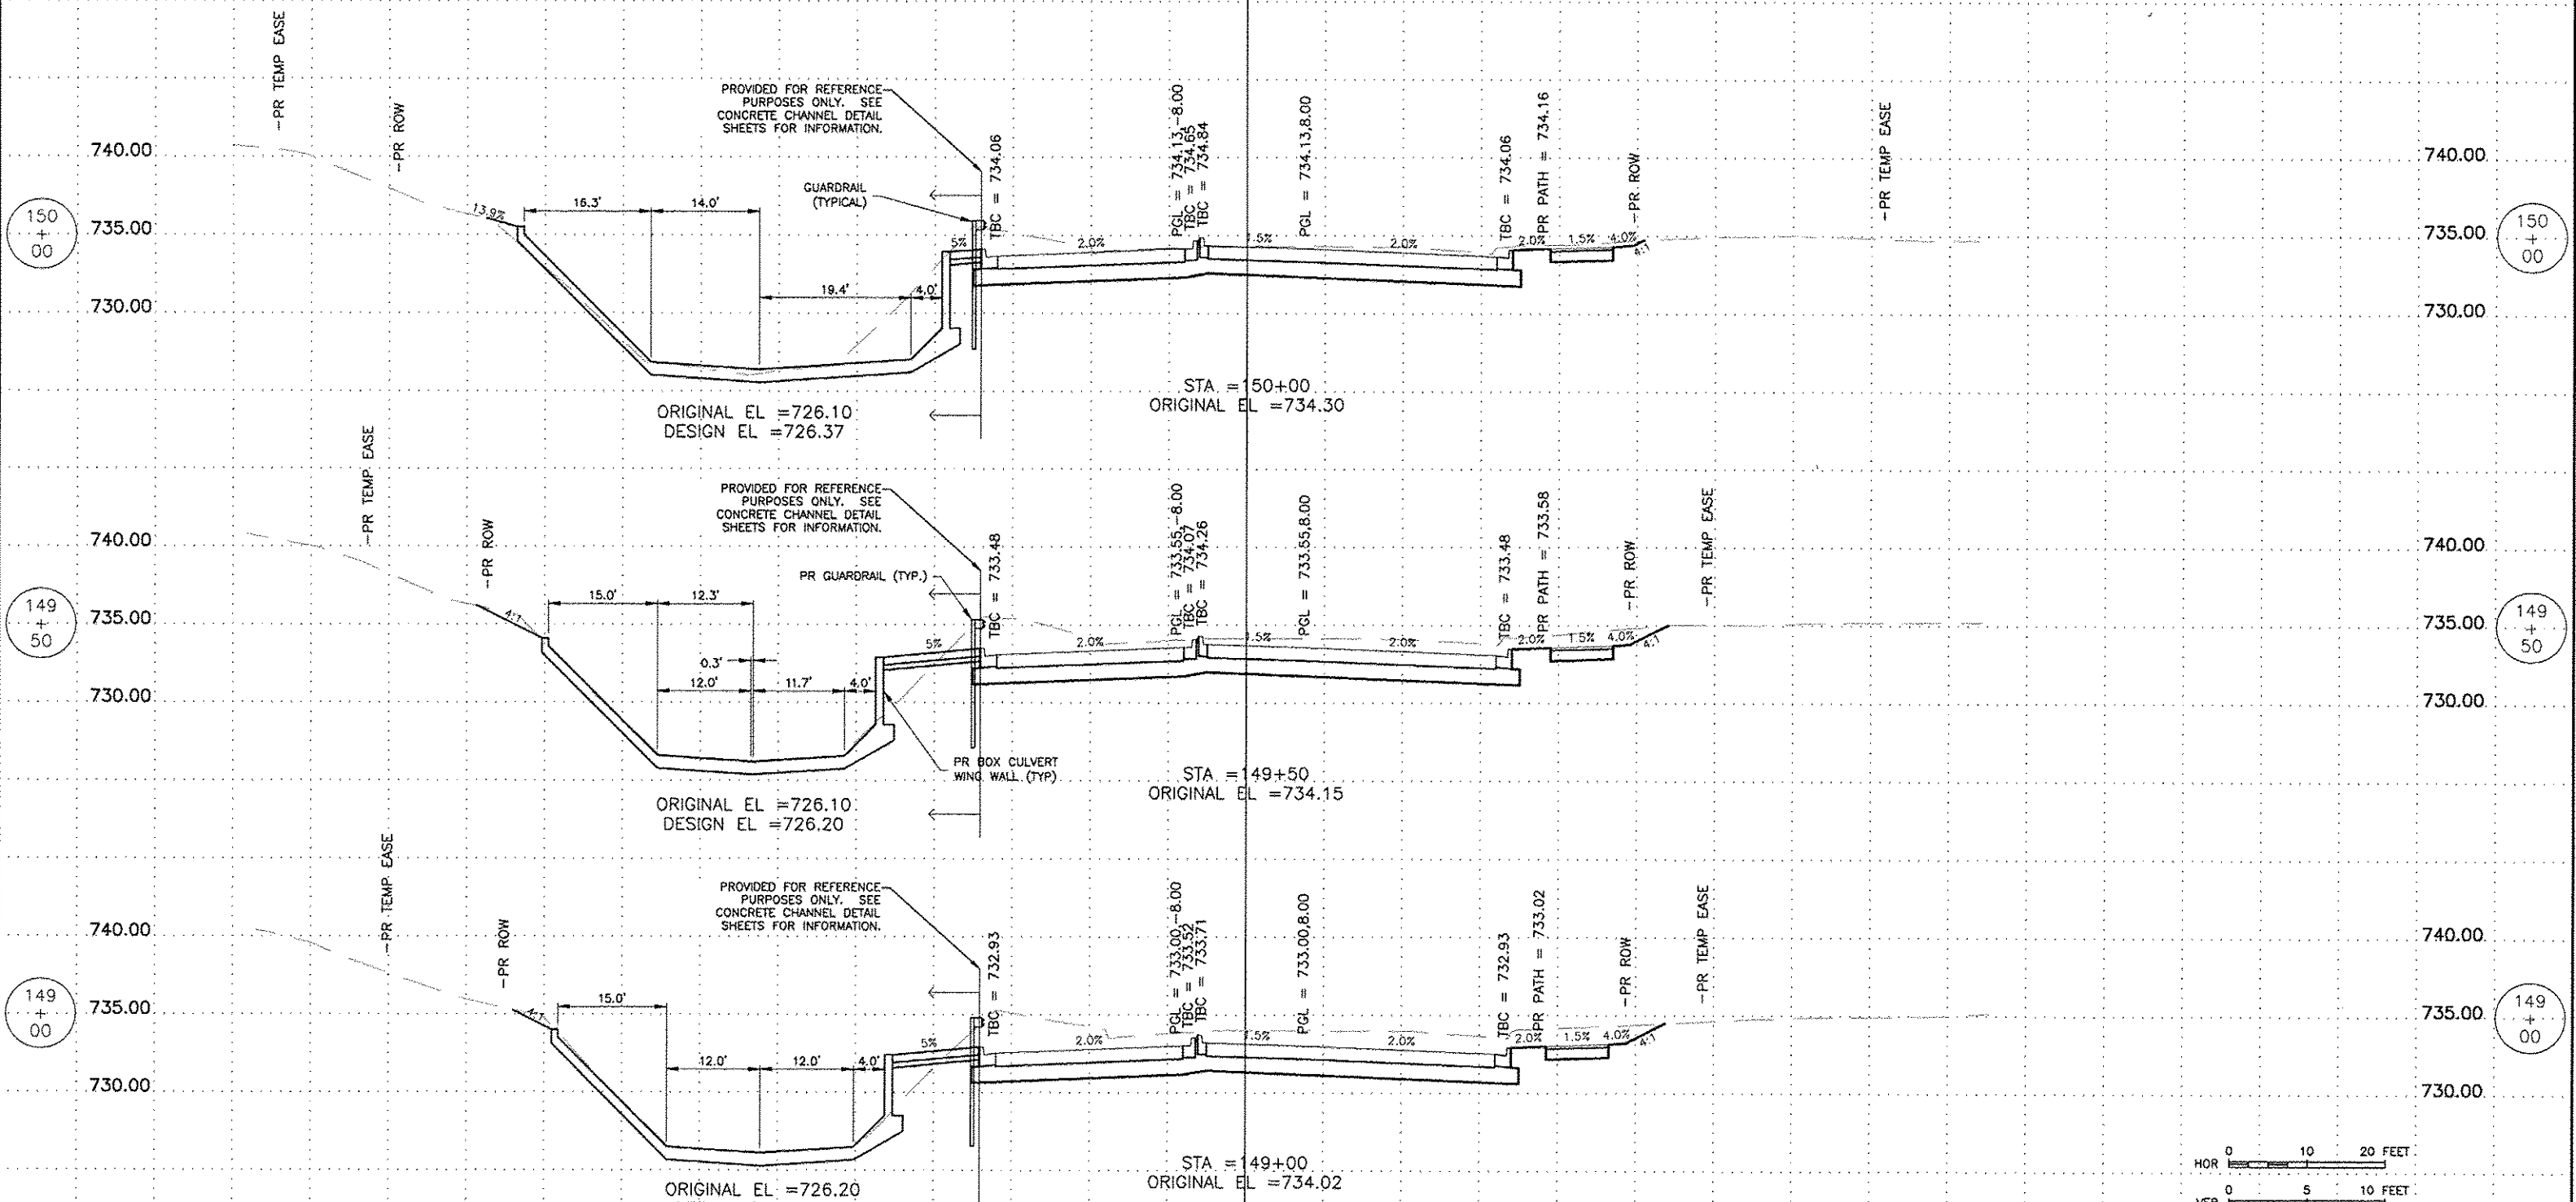 -PR TEMP EASE
-PR ROW
PROVIDED FOR REFERENCE
PURPOSES ONLY. SEE
CONCRETE CHANNEL DETAIL
SHEETS FOR INFORMATION.
GUARDRAIL
(TYPICAL)
TBC = 734.06
PGL = 734.13,-8.00
TBC = 734.65
TBC = 734.84
PGL = 734.13,8.00
TBC = 734.06
PR PATH = 734.16
-PR ROW
-PR TEMP EASE
740.00
740.00
150
+
00
735.00
13.9%
16.3'
14.0'
5%
2.0%
1.5%
2.0%
2.0%
1.5%
4.0%
4:1
735.00
150
+
00
730.00
19.4'
4.0'
730.00
STA =150+00
ORIGINAL EL =734.30
ORIGINAL EL =726.10
DESIGN EL =726.37
-PR TEMP EASE
-PR ROW
PROVIDED FOR REFERENCE
PURPOSES ONLY. SEE
CONCRETE CHANNEL DETAIL
SHEETS FOR INFORMATION.
PR GUARDRAIL (TYP.)
TBC = 733.48
PGL = 733.55,-8.00
TBC = 734.07
TBC = 734.26
PGL = 733.55,8.00
TBC = 733.48
PR PATH = 733.58
-PR ROW
-PR TEMP EASE
740.00
740.00
149
+
50
735.00
4:1
15.0'
12.3'
5%
2.0%
1.5%
2.0%
2.0%
1.5%
4.0%
4:1
735.00
149
+
50
0.3'
730.00
12.0'
11.7'
4.0'
730.00
PR BOX CULVERT
WING WALL (TYP)
STA =149+50
ORIGINAL EL =734.15
ORIGINAL EL =726.10
DESIGN EL =726.20
-PR TEMP EASE
-PR ROW
PROVIDED FOR REFERENCE
PURPOSES ONLY. SEE
CONCRETE CHANNEL DETAIL
SHEETS FOR INFORMATION.
TBC = 732.93
PGL = 733.00,-8.00
TBC = 733.52
TBC = 733.71
PGL = 733.00,8.00
TBC = 732.93
PR PATH = 733.02
-PR ROW
-PR TEMP EASE
740.00
740.00
149
+
00
735.00
4:1
15.0'
5%
2.0%
1.5%
2.0%
2.0%
1.5%
4.0%
4:1
735.00
149
+
00
730.00
12.0'
12.0'
4.0'
730.00
STA =149+00
ORIGINAL EL =734.02
ORIGINAL EL =726.20
HOR 0 10 20 FEET
VER 0 5 10 FEET